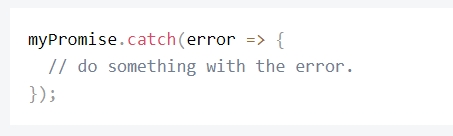 myPromise.catch(error => {
  // do something with the error.
});